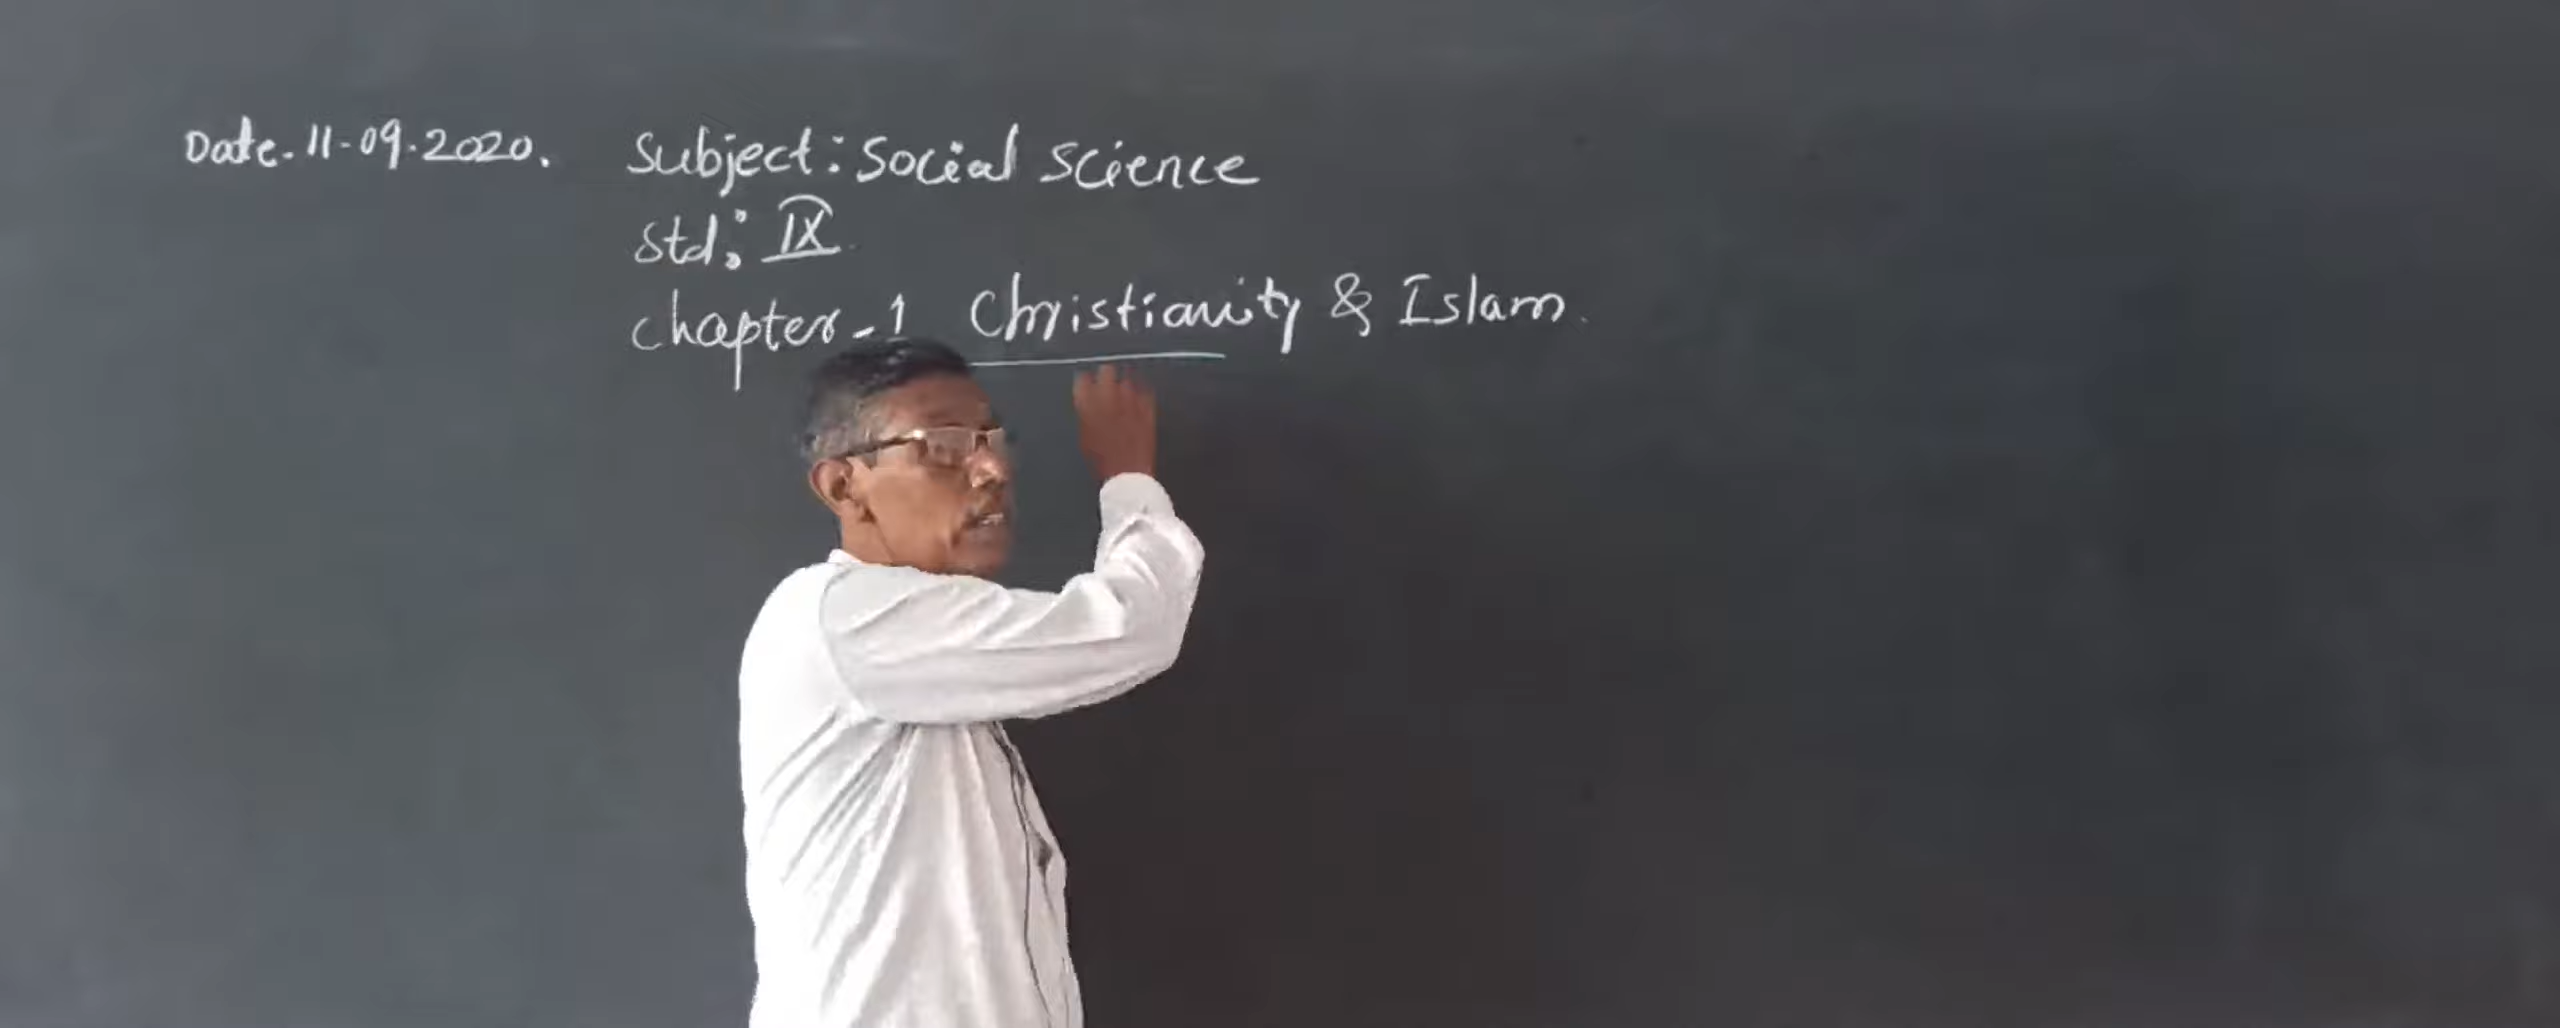 Date. 11-09.2020. Subject: Social Science
Std: IX
Chapter-1 Christianity & Islam.